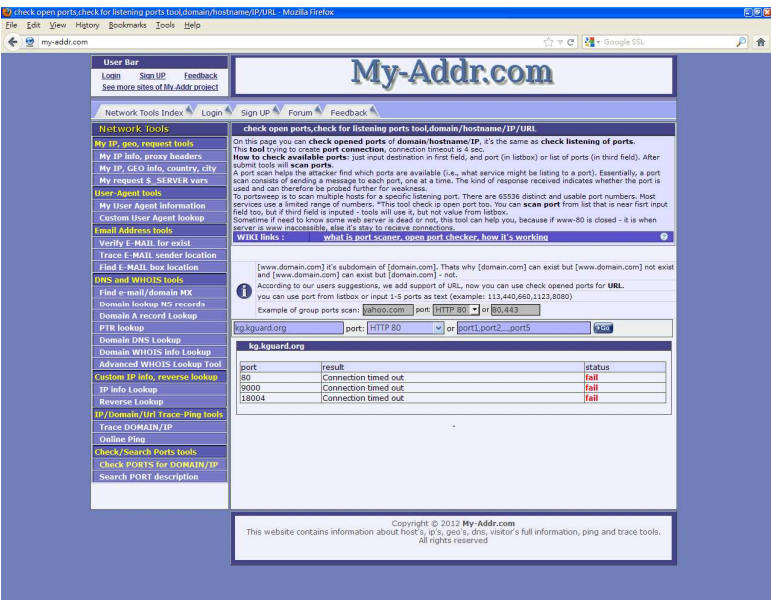 check open ports,check for listening ports tool,domain/hostname/IP/URL - Mozilla Firefox
File Edit View History Bookmarks Tools Help
my-addr.com
Google SSL
User Bar
Login Sign UP Feedback
See more sites of My-Addr project
My-Addr.com
Network Tools Index Login Sign UP Forum Feedback
Network Tools
My IP, geo, request tools
My IP info, proxy headers
My IP, GEO info, country, city
My request $_SERVER vars
User-Agent tools
My User Agent information
Custom User Agent lookup
Email Address tools
Verify E-MAIL for exist
Trace E-MAIL sender location
Find E-MAIL box location
DNS and WHOIS tools
Find e-mail/domain MX
Domain lookup NS records
Domain A record Lookup
PTR lookup
Domain DNS Lookup
Domain WHOIS info Lookup
Advanced WHOIS Lookup Tool
Custom IP info, reverse lookup
IP info Lookup
Reverse Lookup
IP/Domain/Url Trace-Ping tools
Trace DOMAIN/IP
Online Ping
Check/Search Ports tools
Check PORTS for DOMAIN/IP
Search PORT description
check open ports,check for listening ports tool,domain/hostname/IP/URL
On this page you can check opened ports of domain/hostname/IP, it's the same as check listening of ports.
This tool trying to create port connection, connection timeout is 4 sec.
How to check available ports: just input destination in first field, and port (in listbox) or list of ports (in third field). After
submit tools will scan ports.
A port scan helps the attacker find which ports are available (i.e., what service might be listing to a port). Essentially, a port
scan consists of sending a message to each port, one at a time. The kind of response received indicates whether the port is
used and can therefore be probed further for weakness.
To portsweep is to scan multiple hosts for a specific port. There are 65536 distinct and usable port numbers. Most
services use a limited range of numbers. *This tool check ip open port too. You can scan port from list that is near fisrt input
field too, but if third field is inputed - tools will use it, but not value from listbox.
Sometime if need to know some web server is dead or not, this tool can help you, because if www-80 is closed - it is when
server is www inaccessible, else it's stay to recieve connections.
WIKI links : what is port scaner, open port checker, how it's working
[www.domain.com] it's subdomain of [domain.com]. Thats why [domain.com] can exist but [www.domain.com] not exist
and [www.domain.com] can exist but [domain.com] - not.
According to our users suggestions, we add support of URL, now you can use check opened ports for URL.
you can use port from listbox or input 1-5 ports as text (example: 113,440,660,1123,8080)
Example of group ports scan: yahoo.com port: HTTP 80 or 80,443
kg.kguard.org port: HTTP 80 or port1,port2,..,port5 Go
kg.kguard.org
port result status
80 Connection timed out fail
9000 Connection timed out fail
18004 Connection timed out fail
Copyright © 2012 My-Addr.com
This website contains information about host's, ip's, geo's, dns, visitor's full information, ping and trace tools.
All rights reserved